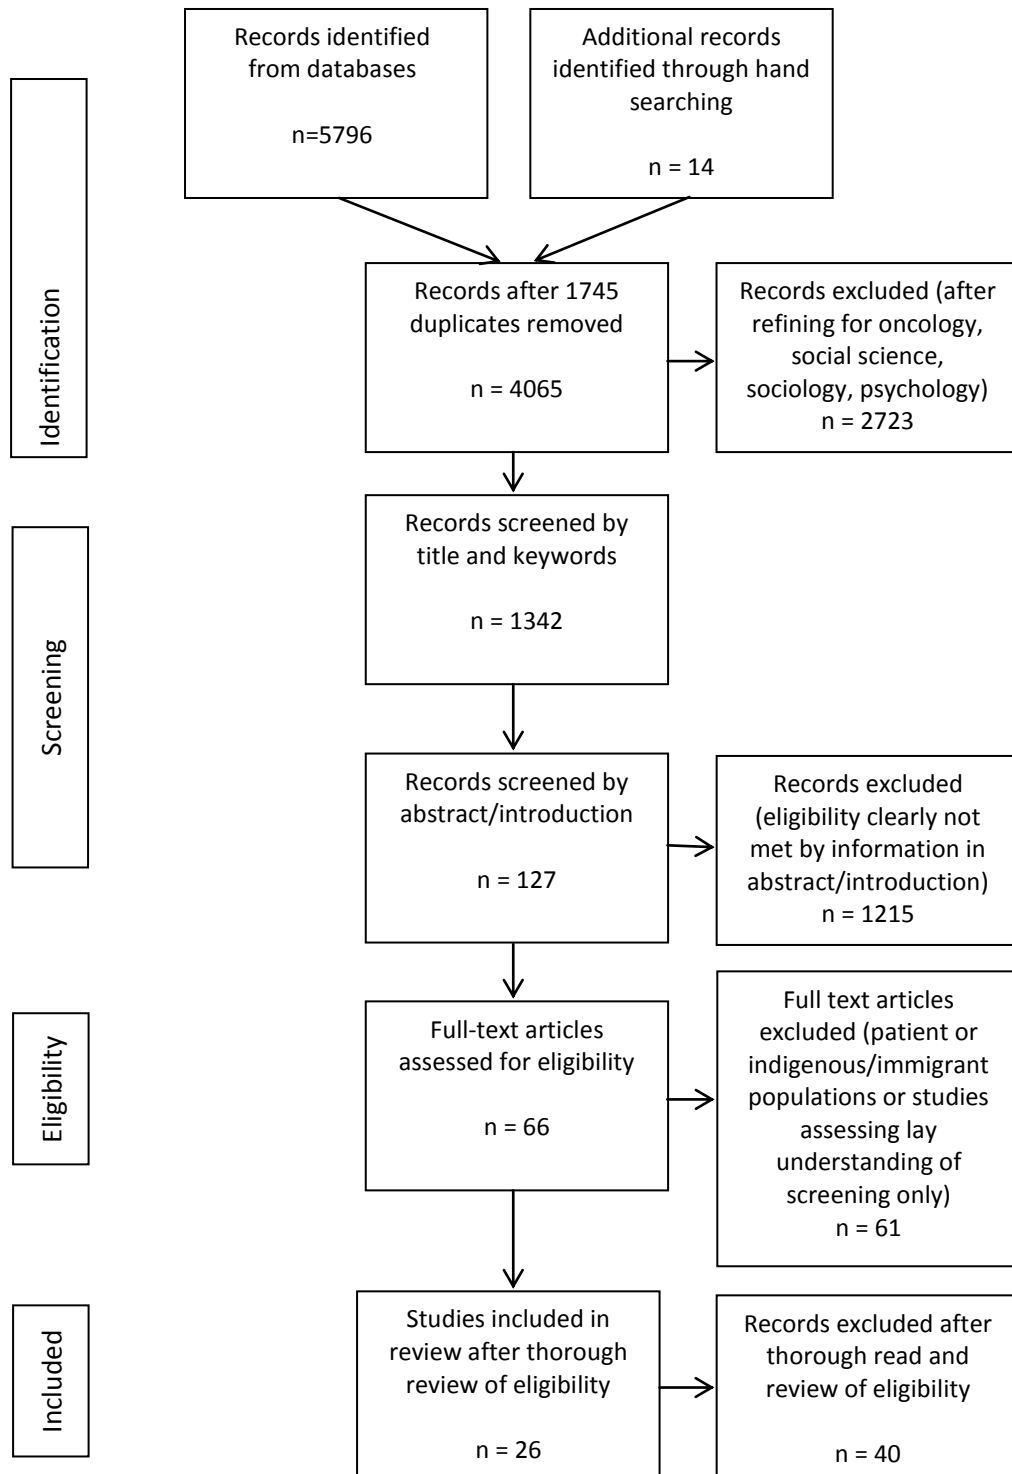 Records identified
from databases
n=5796
Additional records
identified through hand
searching
n = 14
Identification
Records after 1745
duplicates removed
n = 4065
Records excluded (after
refining for oncology,
social science,
sociology, psychology)
n = 2723
Screening
Records screened by
title and keywords
n = 1342
Records screened by
abstract/introduction
n = 127
Records excluded
(eligibility clearly not
met by information in
abstract/introduction)
n = 1215
Eligibility
Full-text articles
assessed for eligibility
n = 66
Full text articles
excluded (patient or
indigenous/immigrant
populations or studies
assessing lay
understanding of
screening only)
n = 61
Included
Studies included in
review after thorough
review of eligibility
n = 26
Records excluded after
thorough read and
review of eligibility
n = 40